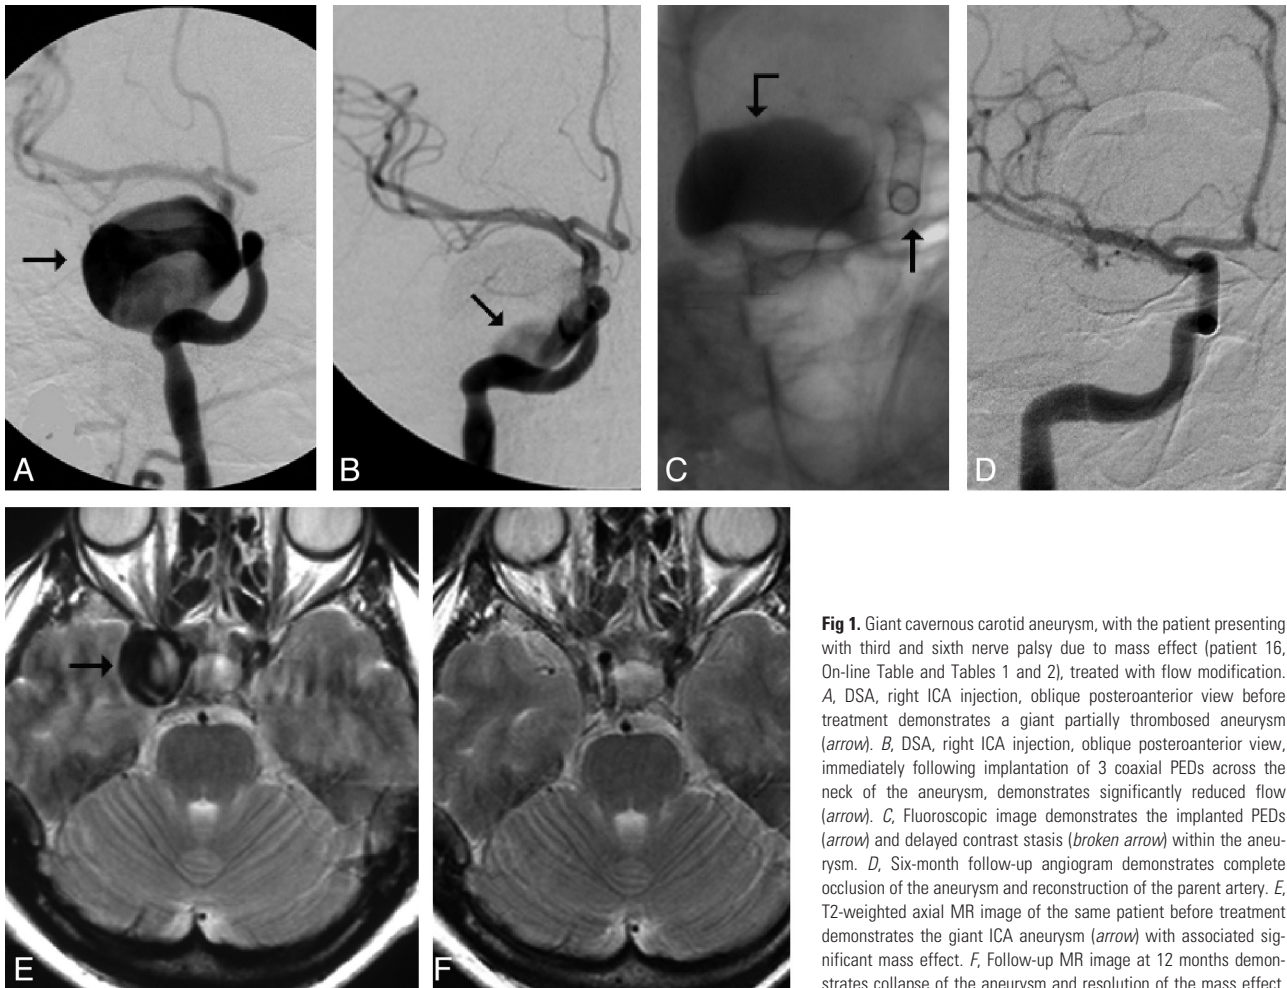 A
B
C
D
E
F
Fig 1. Giant cavernous carotid aneurysm, with the patient presenting
with third and sixth nerve palsy due to mass effect (patient 16,
On-line Table and Tables 1 and 2), treated with flow modification.
A, DSA, right ICA injection, oblique posteroanterior view before
treatment demonstrates a giant partially thrombosed aneurysm
(arrow). B, DSA, right ICA injection, oblique posteroanterior view,
immediately following implantation of 3 coaxial PEDs across the
neck of the aneurysm, demonstrates significantly reduced flow
(arrow). C, Fluoroscopic image demonstrates the implanted PEDs
(arrow) and delayed contrast stasis (broken arrow) within the aneu-
rysm. D, Six-month follow-up angiogram demonstrates complete
occlusion of the aneurysm and reconstruction of the parent artery. E,
T2-weighted axial MR image of the same patient before treatment
demonstrates the giant ICA aneurysm (arrow) with associated sig-
nificant mass effect. F, Follow-up MR image at 12 months demon-
strates collapse of the aneurysm and resolution of the mass effect.